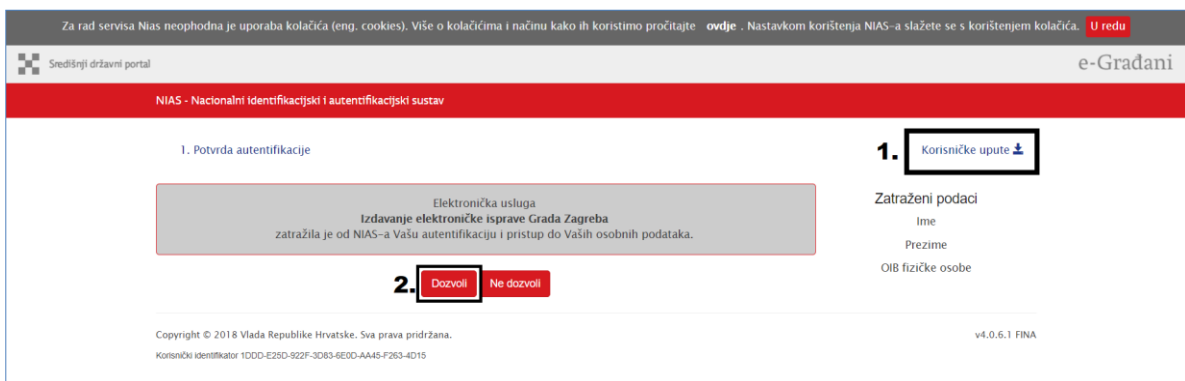 Za rad servisa Nias neophodna je uporaba kolačića (eng. cookies). Više o kolačićima i načinu kako ih koristimo pročitajte ovdje . Nastavkom korištenja NIAS-a slažete se s korištenjem kolačića. U redu
Središnji državni portal
e-Građani
NIAS - Nacionalni identifikacijski i autentifikacijski sustav
1. Potvrda autentifikacije
1. Korisničke upute
Elektronička usluga
Izdavanje elektroničke isprave Grada Zagreba
zatražila je od NIAS-a Vašu autentifikaciju i pristup do Vaših osobnih podataka.
Zatraženi podaci
Ime
Prezime
OIB fizičke osobe
2. Dozvoli Ne dozvoli
Copyright © 2018 Vlada Republike Hrvatske. Sva prava pridržana.
v4.0.6.1 FINA
Korisnički identifikator 1DDD-E25D-922F-3D83-6E0D-AA45-F263-4D15